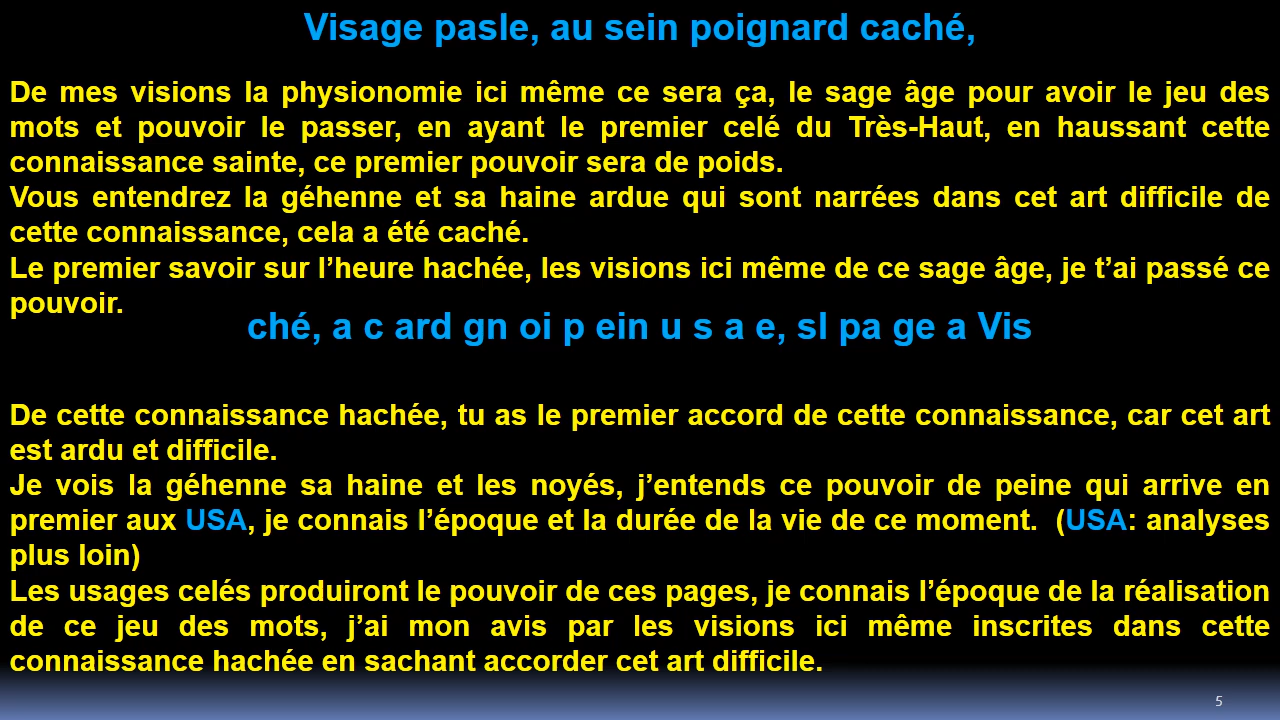 Visage pasle, au sein poignard caché,
De mes visions la physionomie ici même ce sera ça, le sage âge pour avoir le jeu des
mots et pouvoir le passer, en ayant le premier celé du Très-Haut, en haussant cette
connaissance sainte, ce premier pouvoir sera de poids.
Vous entendrez la géhenne et sa haine ardue qui sont narrées dans cet art difficile de
cette connaissance, cela a été caché.
Le premier savoir sur l’heure hachée, les visions ici même de ce sage âge, je t’ai passé ce
pouvoir.
ché, a c ard gn oi p ein u s a e, sl pa ge a Vis
De cette connaissance hachée, tu as le premier accord de cette connaissance, car cet art
est ardu et difficile.
Je vois la géhenne sa haine et les noyés, j’entends ce pouvoir de peine qui arrive en
premier aux USA, je connais l’époque et la durée de la vie de ce moment.  (USA: analyses
plus loin)
Les usages celés produiront le pouvoir de ces pages, je connais l’époque de la réalisation
de ce jeu des mots, j’ai mon avis par les visions ici même inscrites dans cette
connaissance hachée en sachant accorder cet art difficile.
5